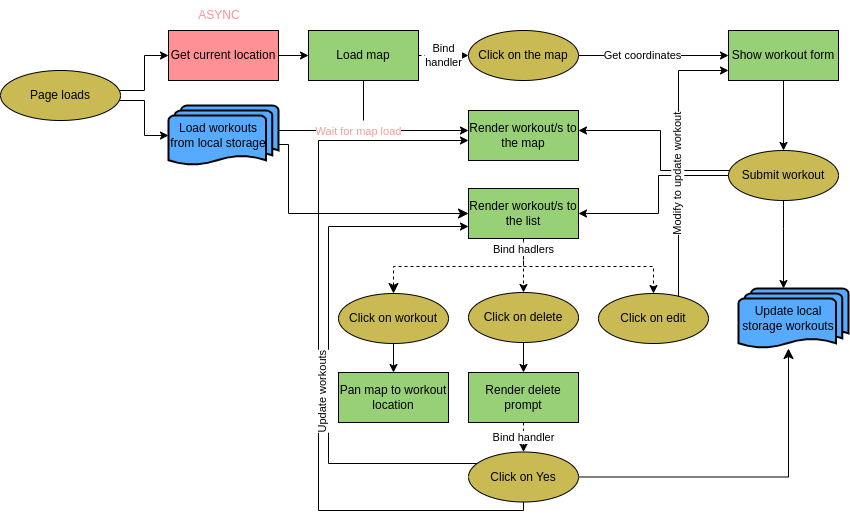 ASYNC
Page loads
Get current location
Load map
Bind
handler
Click on the map
Get coordinates
Show workout form
Load workouts
from local storage
Wait for map load
Render workout/s to
the map
Modify to update workout
Submit workout
Render workout/s to
the list
Bind hadlers
Click on workout
Click on delete
Click on edit
Update local
storage workouts
Update workouts
Pan map to workout
location
Render delete
prompt
Bind handler
Click on Yes